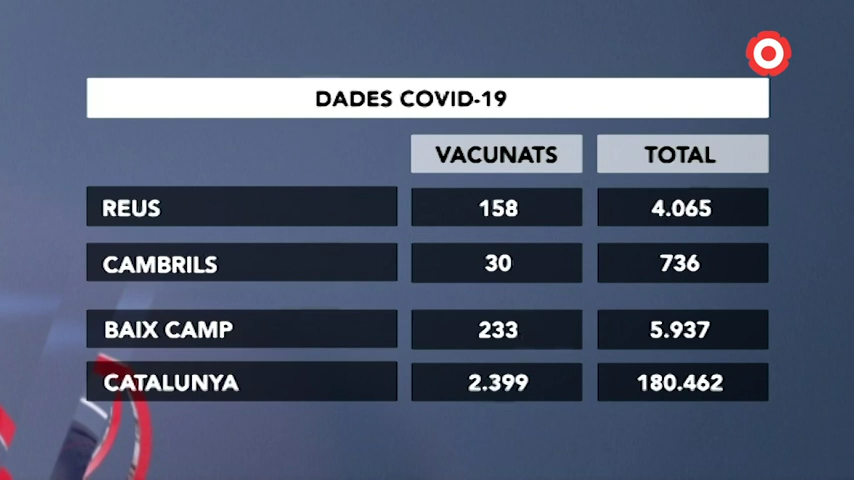 DADES COVID-19
VACUNATS TOTAL
REUS 158 4.065
CAMBRILS 30 736
BAIX CAMP 233 5.937
CATALUNYA 2.399 180.462